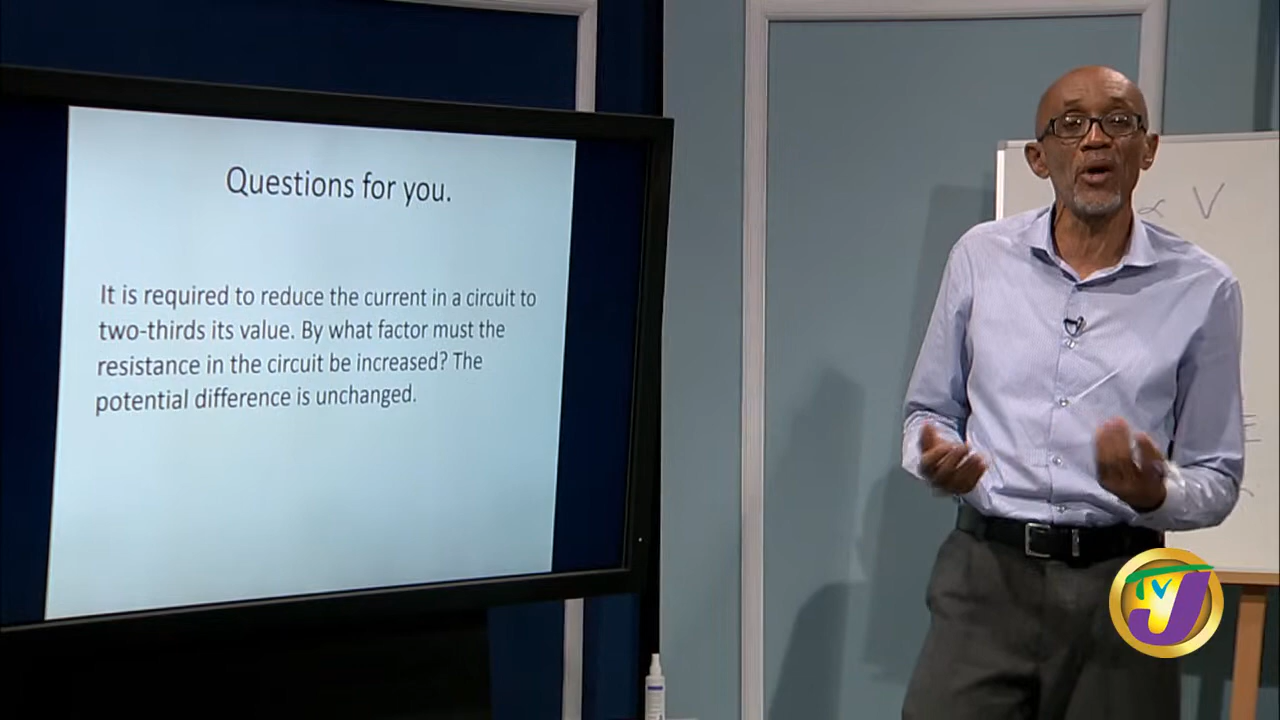 Questions for you.
It is required to reduce the current in a circuit to
two-thirds its value. By what factor must the
resistance in the circuit be increased? The
potential difference is unchanged.
∝ V
TVJ